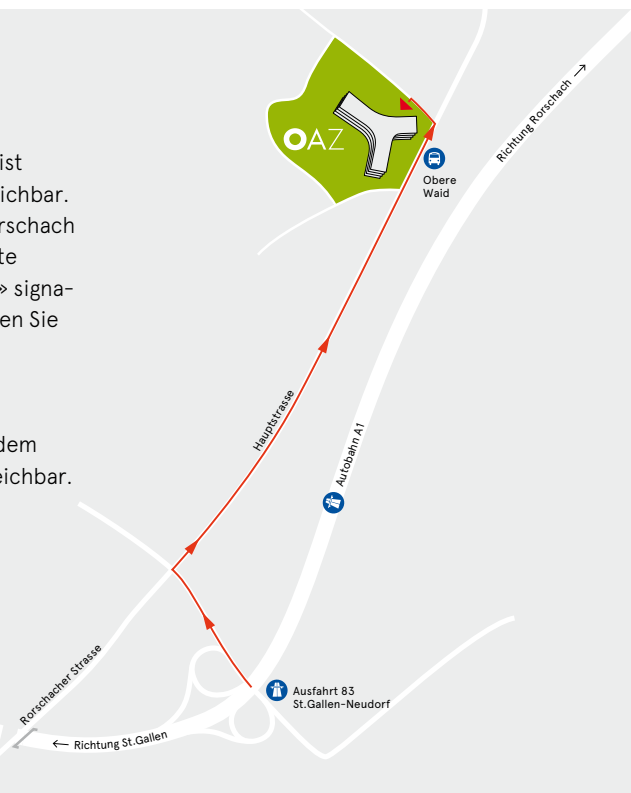 ist
ichbar.
rschach
te
» signa-
en Sie
dem
eichbar.
OAZ
Obere
Waid
Richtung Rorschach →
Hauptstrasse
Autobahn A1
Rorschacher Strasse
Ausfahrt 83
St.Gallen-Neudorf
← Richtung St.Gallen